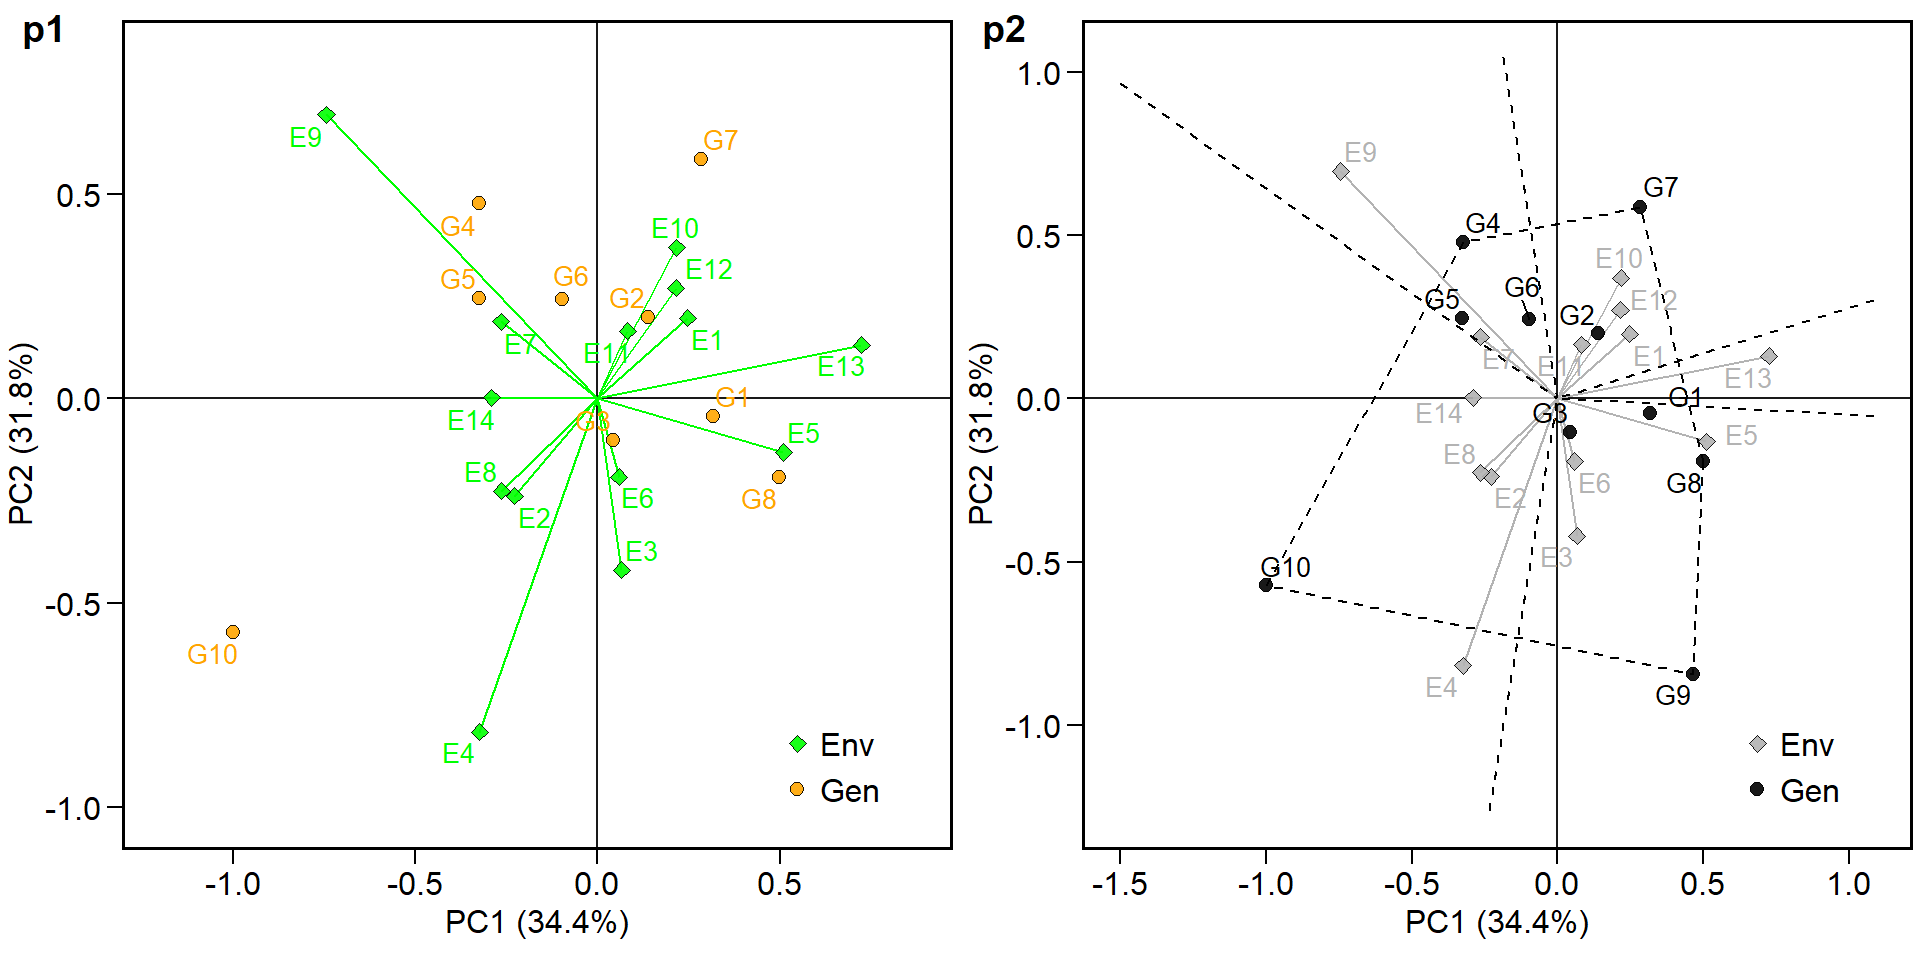 p1
E9
G7
0.5
G4
E10
G5
G6
E12
G2
E7
E11
E1
E13
0.0
E14
G3
G1
E5
E8
E2
E6
G8
E3
-0.5
G10
E4
Env
Gen
-1.0
-1.0 -0.5 0.0 0.5
PC1 (34.4%)
PC2 (31.8%)
p2
1.0
E9
G7
0.5
G4
E10
G5
G6
E12
G2
E7
E11
E1
E13
0.0
E14
G3
G1
E5
E8
E2
E6
G8
-0.5
G10
E3
E4
G9
-1.0
Env
Gen
-1.5 -1.0 -0.5 0.0 0.5 1.0
PC1 (34.4%)
PC2 (31.8%)